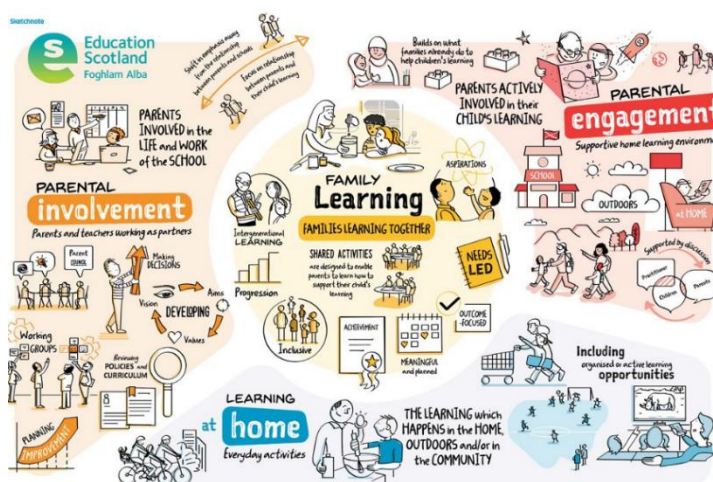 Sketchnote
Education
Scotland
Foghlam Alba
Shift in emphasis away
from the relationship
between parents and schools
Focus on relationship
between parents and
their child's learning
PARENTS
INVOLVED in the
LIFE and WORK
of the SCHOOL
PARENTAL
involvement
Parents and teachers working as partners
Parent
COUNCIL
Making
DECISIONS
Vision
Aims
DEVELOPING
Values
Working
GROUPS
Reviewing
POLICIES and
CURRICULUM
PLANNING
IMPROVEMENT
FAMILY
Learning
FAMILIES LEARNING TOGETHER
ASPIRATIONS
Intergenerational
LEARNING
SHARED ACTIVITIES
are designed to enable
parents to learn how to
support their child's
learning
NEEDS
LED
Progression
Inclusive
ACHIEVEMENT
MEANINGFUL
and planned
OUTCOME
-FOCUSED
Builds on what
families already do to
help children's learning
PARENTS ACTIVELY
INVOLVED in their
CHILD'S LEARNING
PARENTAL
engagement
Supportive home learning environme
SCHOOL
OUTDOORS
at HOME
Supported by discussion
Practitioner
Parents
Children
LEARNING
at home
Everyday activities
THE LEARNING which
HAPPENS in the HOME,
OUTDOORS and/or in
the COMMUNITY
Including
organised or active learning
opportunities